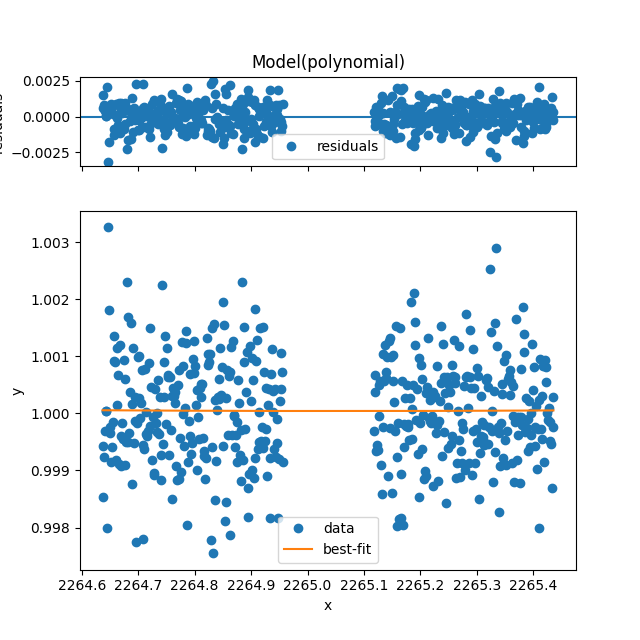 Model(polynomial)
0.0025
0.0000
−0.0025
residuals
residuals
1.003
1.002
1.001
1.000
0.999
0.998
y
data
best-fit
2264.6 2264.7 2264.8 2264.9 2265.0 2265.1 2265.2 2265.3 2265.4
x